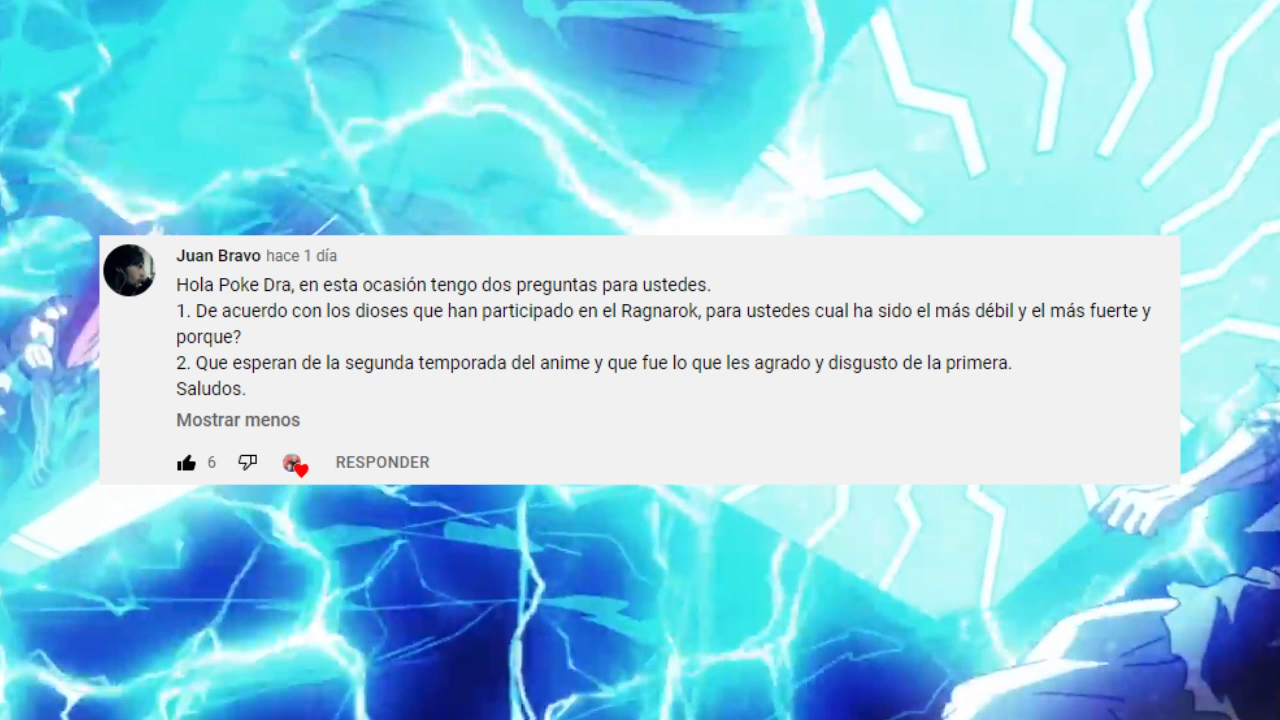 Juan Bravo hace 1 día
Hola Poke Dra, en esta ocasión tengo dos preguntas para ustedes.
1. De acuerdo con los dioses que han participado en el Ragnarok, para ustedes cual ha sido el más débil y el más fuerte y
porque?
2. Que esperan de la segunda temporada del anime y que fue lo que les agrado y disgusto de la primera.
Saludos.
Mostrar menos
6 RESPONDER